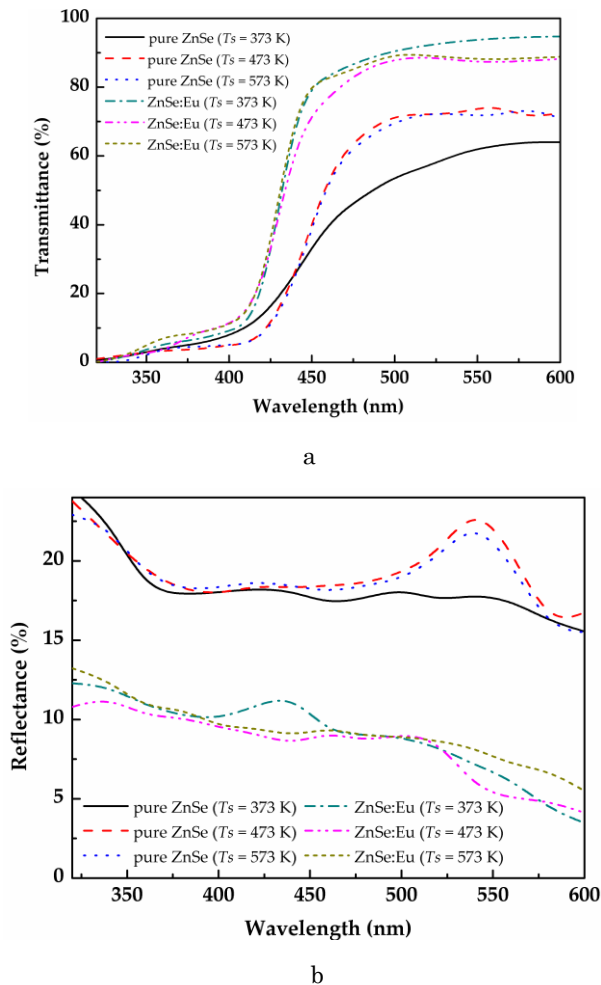 100
80
60
40
20
0
Transmittance (%)
pure ZnSe (Ts = 373 K)
pure ZnSe (Ts = 473 K)
pure ZnSe (Ts = 573 K)
ZnSe:Eu (Ts = 373 K)
ZnSe:Eu (Ts = 473 K)
ZnSe:Eu (Ts = 573 K)
350 400 450 500 550 600
Wavelength (nm)
a
20
15
10
5
0
Reflectance (%)
pure ZnSe (Ts = 373 K) ZnSe:Eu (Ts = 373 K)
pure ZnSe (Ts = 473 K) ZnSe:Eu (Ts = 473 K)
pure ZnSe (Ts = 573 K) ZnSe:Eu (Ts = 573 K)
350 400 450 500 550 600
Wavelength (nm)
b